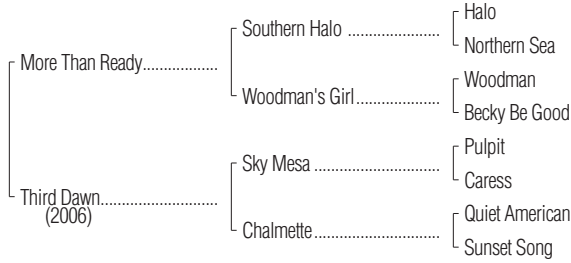 Halo
Southern Halo ......................
Northern Sea
More Than Ready..................
Woodman
Woodman's Girl ....................
Becky Be Good
Pulpit
Sky Mesa ..............................
Caress
Third Dawn............................
(2006)
Quiet American
Chalmette ..............................
Sunset Song